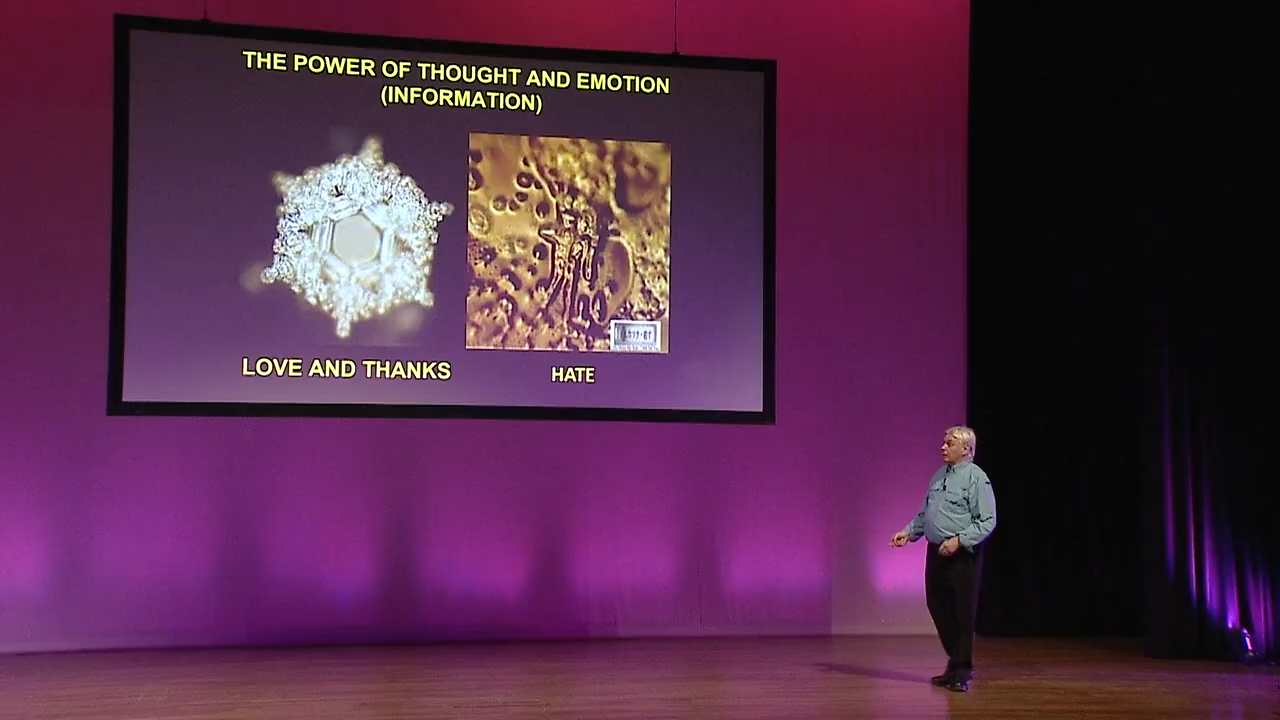 THE POWER OF THOUGHT AND EMOTION
(INFORMATION)
LOVE AND THANKS
HATE